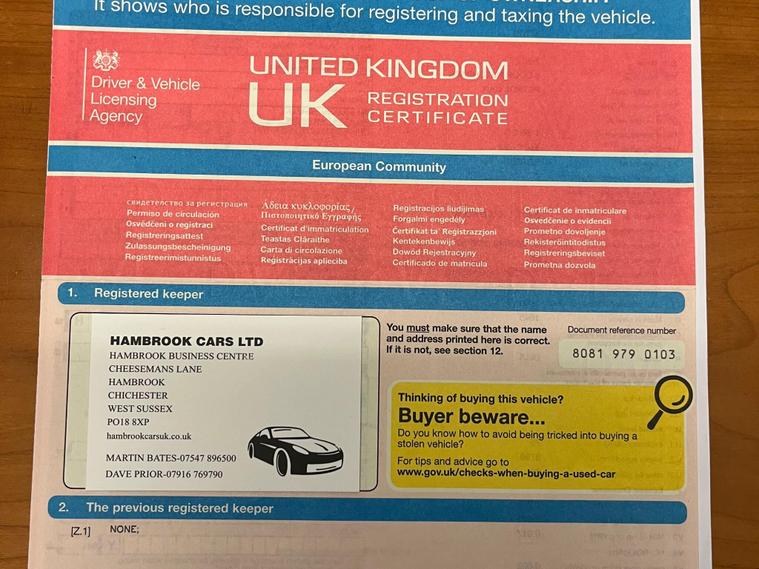 It shows who is responsible for registering and taxing the vehicle.
Driver & Vehicle
Licensing
Agency
UNITED KINGDOM
UK REGISTRATION
CERTIFICATE
European Community
свидетелство за регистрация
Permiso de circulación
Osvědčení o registraci
Registreringsattest
Zulassungsbescheinigung
Registreerimistunnistus
Αδεια κυκλοφορίας/
Πιστοποιητικό Εγγραφής
Certificat d'immatriculation
Teastas Cláraithe
Carta di circolazione
Reģistrācijas apliecība
Registracijos liudijimas
Forgalmi engedély
Ċertifikat ta' Reġistrazzjoni
Kentekenbewijs
Dowód Rejestracyjny
Certificado de matrícula
Certificat de inmatriculare
Osvedčenie o evidencii
Prometno dovoljenje
Rekisteröintitodistus
Registreringsbeviset
Prometna dozvola
1. Registered keeper
HAMBROOK CARS LTD
HAMBROOK BUSINESS CENTRE
CHEESEMANS LANE
HAMBROOK
CHICHESTER
WEST SUSSEX
PO18 8XP
hambrookcarsuk.co.uk
MARTIN BATES-07547 896500
DAVE PRIOR-07916 769790
You must make sure that the name
and address printed here is correct.
If it is not, see section 12.
Document reference number
8081 979 0103
Thinking of buying this vehicle?
Buyer beware...
Do you know how to avoid being tricked into buying a
stolen vehicle?
For tips and advice go to
www.gov.uk/checks-when-buying-a-used-car
2. The previous registered keeper
[Z.1] NONE;